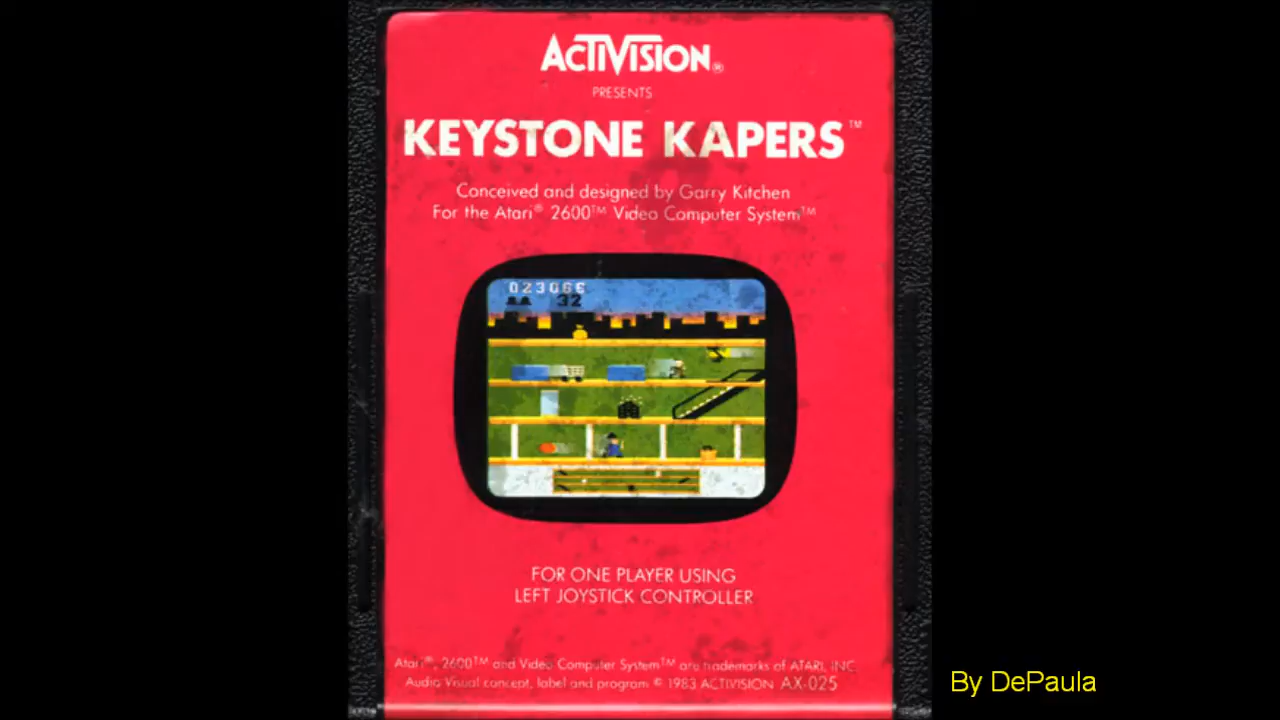 ACTIVISION®
PRESENTS
KEYSTONE KAPERS™
Conceived and designed by Garry Kitchen
For the Atari® 2600™ Video Computer System™
02306E
32
FOR ONE PLAYER USING
LEFT JOYSTICK CONTROLLER
Atari®, 2600™ and Video Computer System™ are trademarks of ATARI, INC.
Audio Visual concept, label and program © 1983 ACTIVISION AX-025
By DePaula